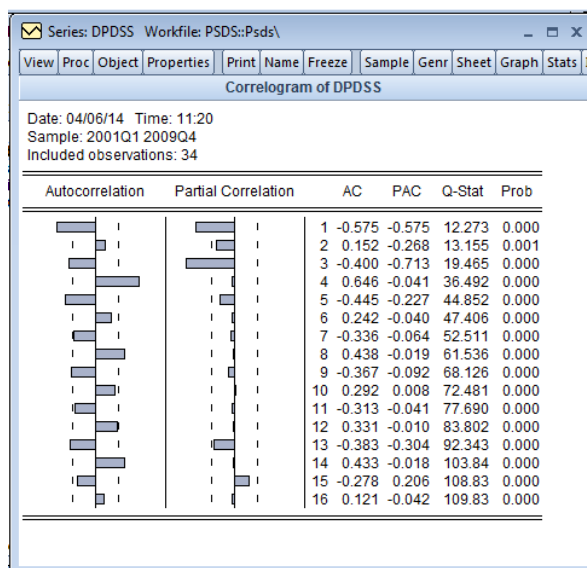 Series: DPDSS Workfile: PSDS::Psds\
View Proc Object Properties Print Name Freeze Sample Genr Sheet Graph Stats
Correlogram of DPDSS
Date: 04/06/14 Time: 11:20
Sample: 2001Q1 2009Q4
Included observations: 34
Autocorrelation Partial Correlation AC PAC Q-Stat Prob
1 -0.575 -0.575 12.273 0.000
2 0.152 -0.268 13.155 0.001
3 -0.400 -0.713 19.465 0.000
4 0.646 -0.041 36.492 0.000
5 -0.445 -0.227 44.852 0.000
6 0.242 -0.040 47.406 0.000
7 -0.336 -0.064 52.511 0.000
8 0.438 -0.019 61.536 0.000
9 -0.367 -0.092 68.126 0.000
10 0.292 0.008 72.481 0.000
11 -0.313 -0.041 77.690 0.000
12 0.331 -0.010 83.802 0.000
13 -0.383 -0.304 92.343 0.000
14 0.433 -0.018 103.84 0.000
15 -0.278 0.206 108.83 0.000
16 0.121 -0.042 109.83 0.000